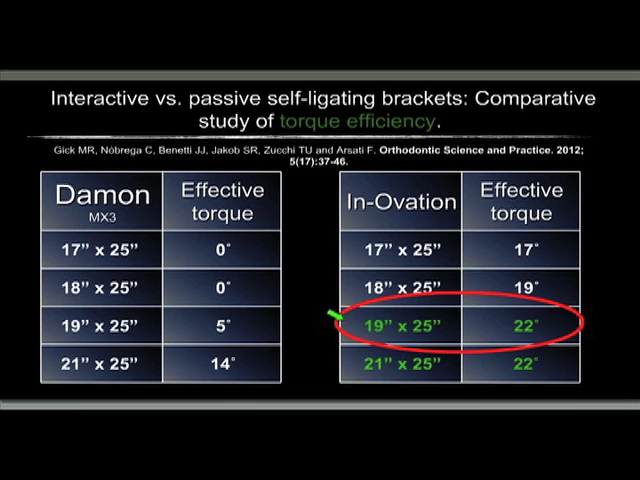 Interactive vs. passive self-ligating brackets: Comparative
study of torque efficiency.
Gick MR, Nóbrega C, Benetti JJ, Jakob SR, Zucchi TU and Arsati F. Orthodontic Science and Practice. 2012;
5(17):37-46.
Damon
MX3
Effective
torque
17” x 25” 0°
18” x 25” 0°
19” x 25” 5°
21” x 25” 14°
In-Ovation
Effective
torque
17” x 25” 17°
18” x 25” 19°
19” x 25” 22°
21” x 25” 22°